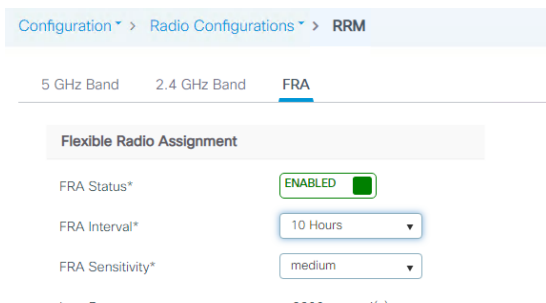 Configuration > Radio Configurations > RRM
5 GHz Band 2.4 GHz Band FRA
Flexible Radio Assignment
FRA Status* ENABLED
FRA Interval* 10 Hours
FRA Sensitivity* medium